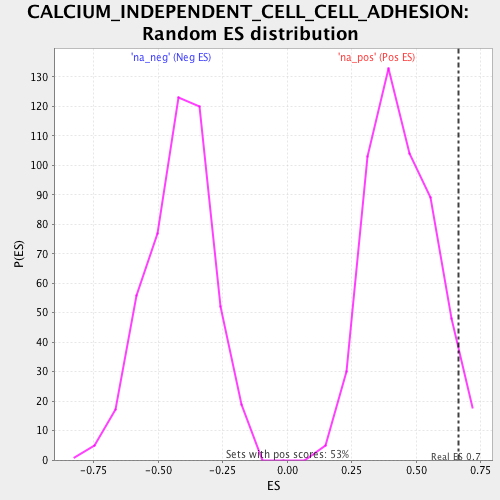 CALCIUM_INDEPENDENT_CELL_CELL_ADHESION:
Random ES distribution
'na_neg' (Neg ES)
'na_pos' (Pos ES)
130
120
110
100
90
80
70
60
50
40
30
20
10
0
P(ES)
Sets with pos scores: 53%
Real ES 0.7
-0.75
-0.50
-0.25
0.00
0.25
0.50
0.75
ES